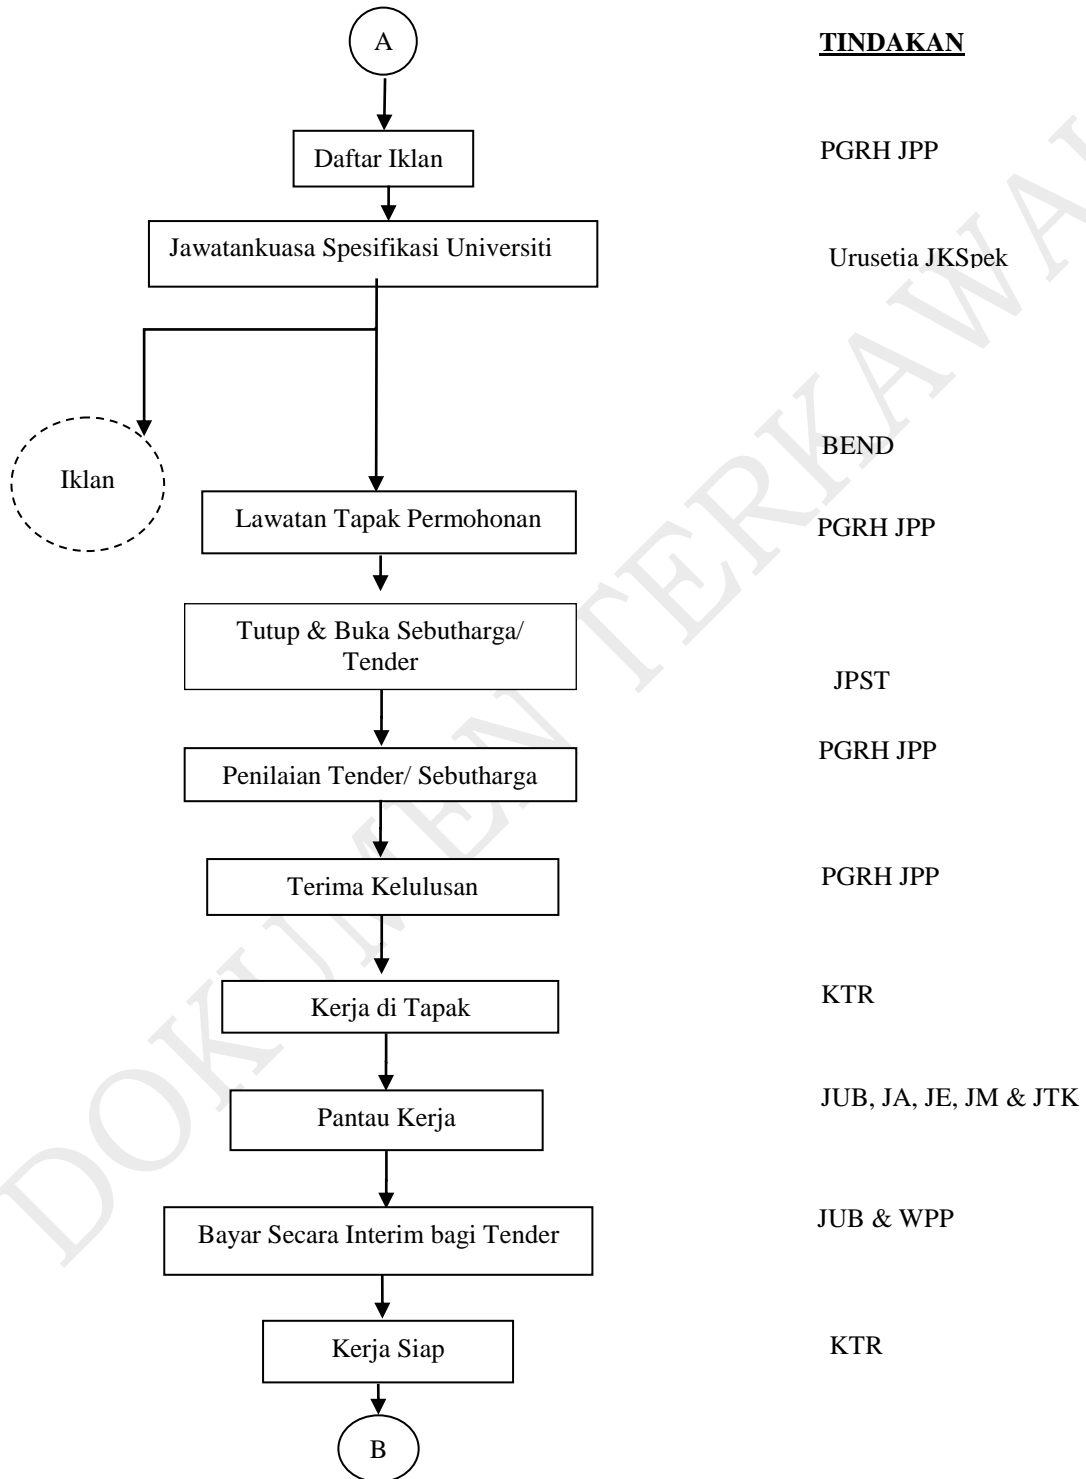 A
TINDAKAN
Daftar Iklan
PGRH JPP
Jawatankuasa Spesifikasi Universiti
Urusetia JKSpek
BEND
Iklan
Lawatan Tapak Permohonan
PGRH JPP
Tutup & Buka Sebutharga/
Tender
JPST
Penilaian Tender/ Sebutharga
PGRH JPP
Terima Kelulusan
PGRH JPP
Kerja di Tapak
KTR
Pantau Kerja
JUB, JA, JE, JM & JTK
Bayar Secara Interim bagi Tender
JUB & WPP
Kerja Siap
KTR
B
DOKUMEN TERKAWAL